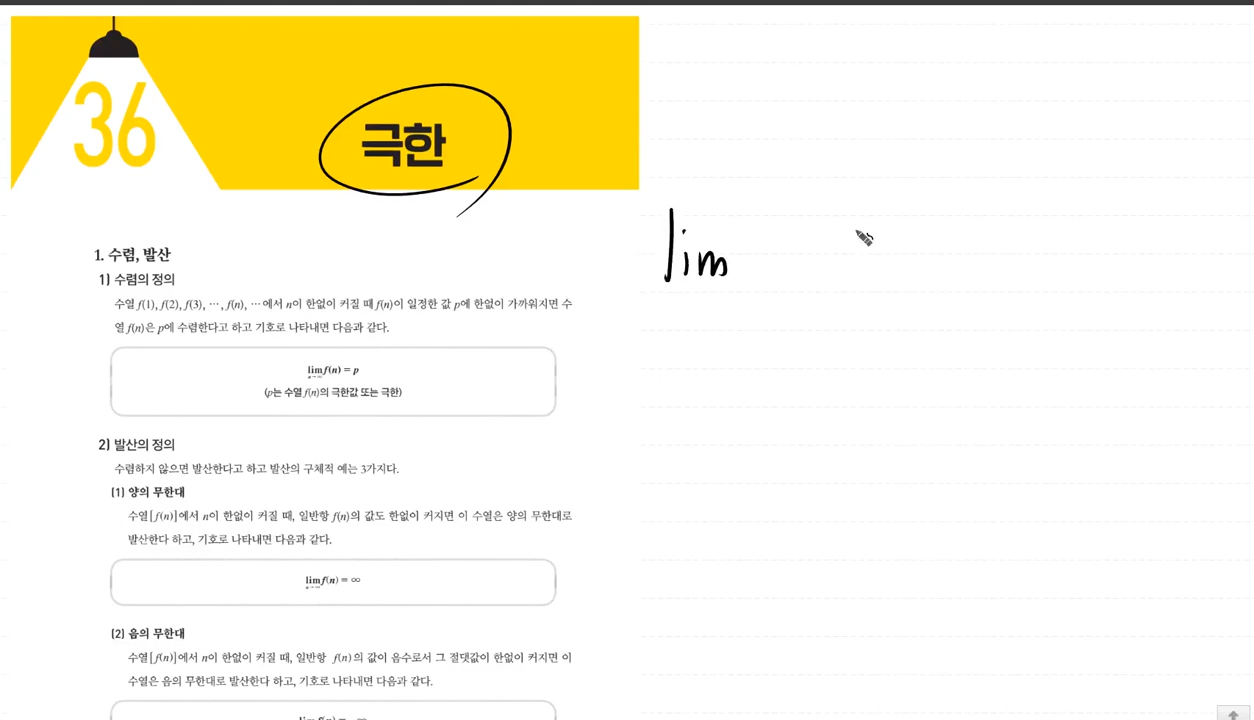 36
극한
lim
1. 수렴, 발산
1) 수렴의 정의
수열 f(1), f(2), f(3), ⋯, f(n), ⋯에서 n이 한없이 커질 때 f(n)이 일정한 값 p에 한없이 가까워지면 수
열 f(n)은 p에 수렴한다고 하고 기호로 나타내면 다음과 같다.
lim f(n) = p
(p는 수열 f(n)의 극한값 또는 극한)
2) 발산의 정의
수렴하지 않으면 발산한다고 하고 발산의 구체적 예는 3가지다.
(1) 양의 무한대
수열[f(n)]에서 n이 한없이 커질 때, 일반항 f(n)의 값도 한없이 커지면 이 수열은 양의 무한대로
발산한다 하고, 기호로 나타내면 다음과 같다.
lim f(n) = ∞
(2) 음의 무한대
수열[f(n)]에서 n이 한없이 커질 때, 일반항 f(n)의 값이 음수로서 그 절댓값이 한없이 커지면 이
수열은 음의 무한대로 발산한다 하고, 기호로 나타내면 다음과 같다.